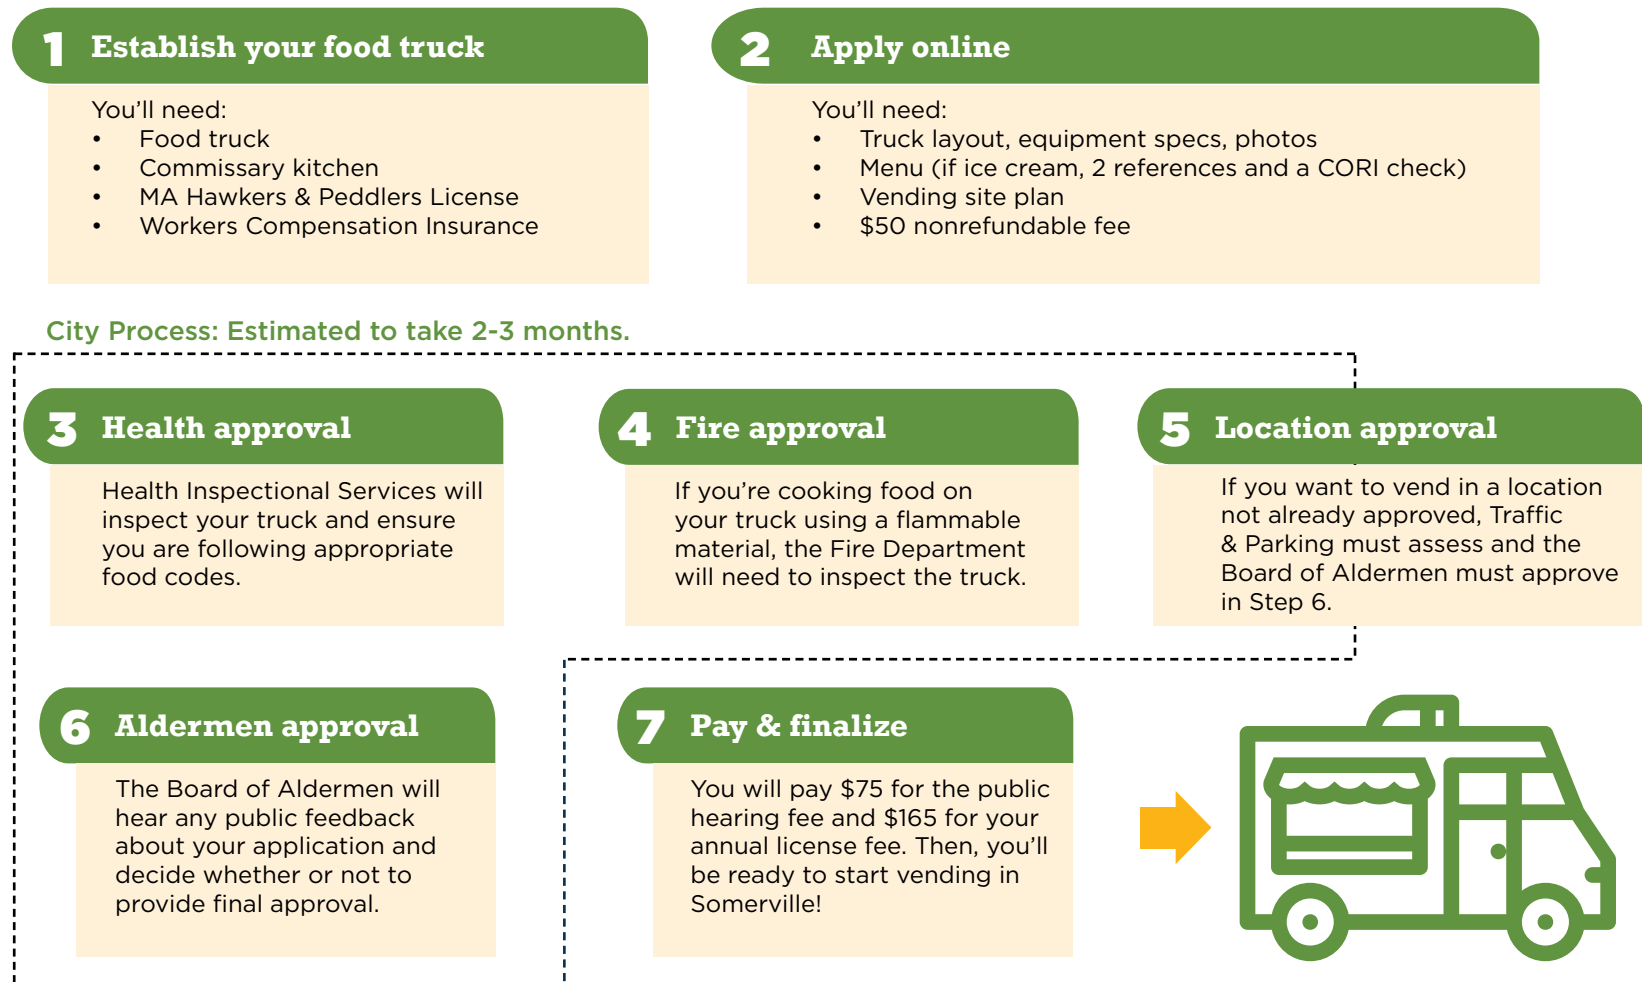 1 Establish your food truck
You'll need:
• Food truck
• Commissary kitchen
• MA Hawkers & Peddlers License
• Workers Compensation Insurance
2 Apply online
You'll need:
• Truck layout, equipment specs, photos
• Menu (if ice cream, 2 references and a CORI check)
• Vending site plan
• $50 nonrefundable fee
City Process: Estimated to take 2-3 months.
3 Health approval
Health Inspectional Services will
inspect your truck and ensure
you are following appropriate
food codes.
4 Fire approval
If you're cooking food on
your truck using a flammable
material, the Fire Department
will need to inspect the truck.
5 Location approval
If you want to vend in a location
not already approved, Traffic
& Parking must assess and the
Board of Aldermen must approve
in Step 6.
6 Aldermen approval
The Board of Aldermen will
hear any public feedback
about your application and
decide whether or not to
provide final approval.
7 Pay & finalize
You will pay $75 for the public
hearing fee and $165 for your
annual license fee. Then, you'll
be ready to start vending in
Somerville!